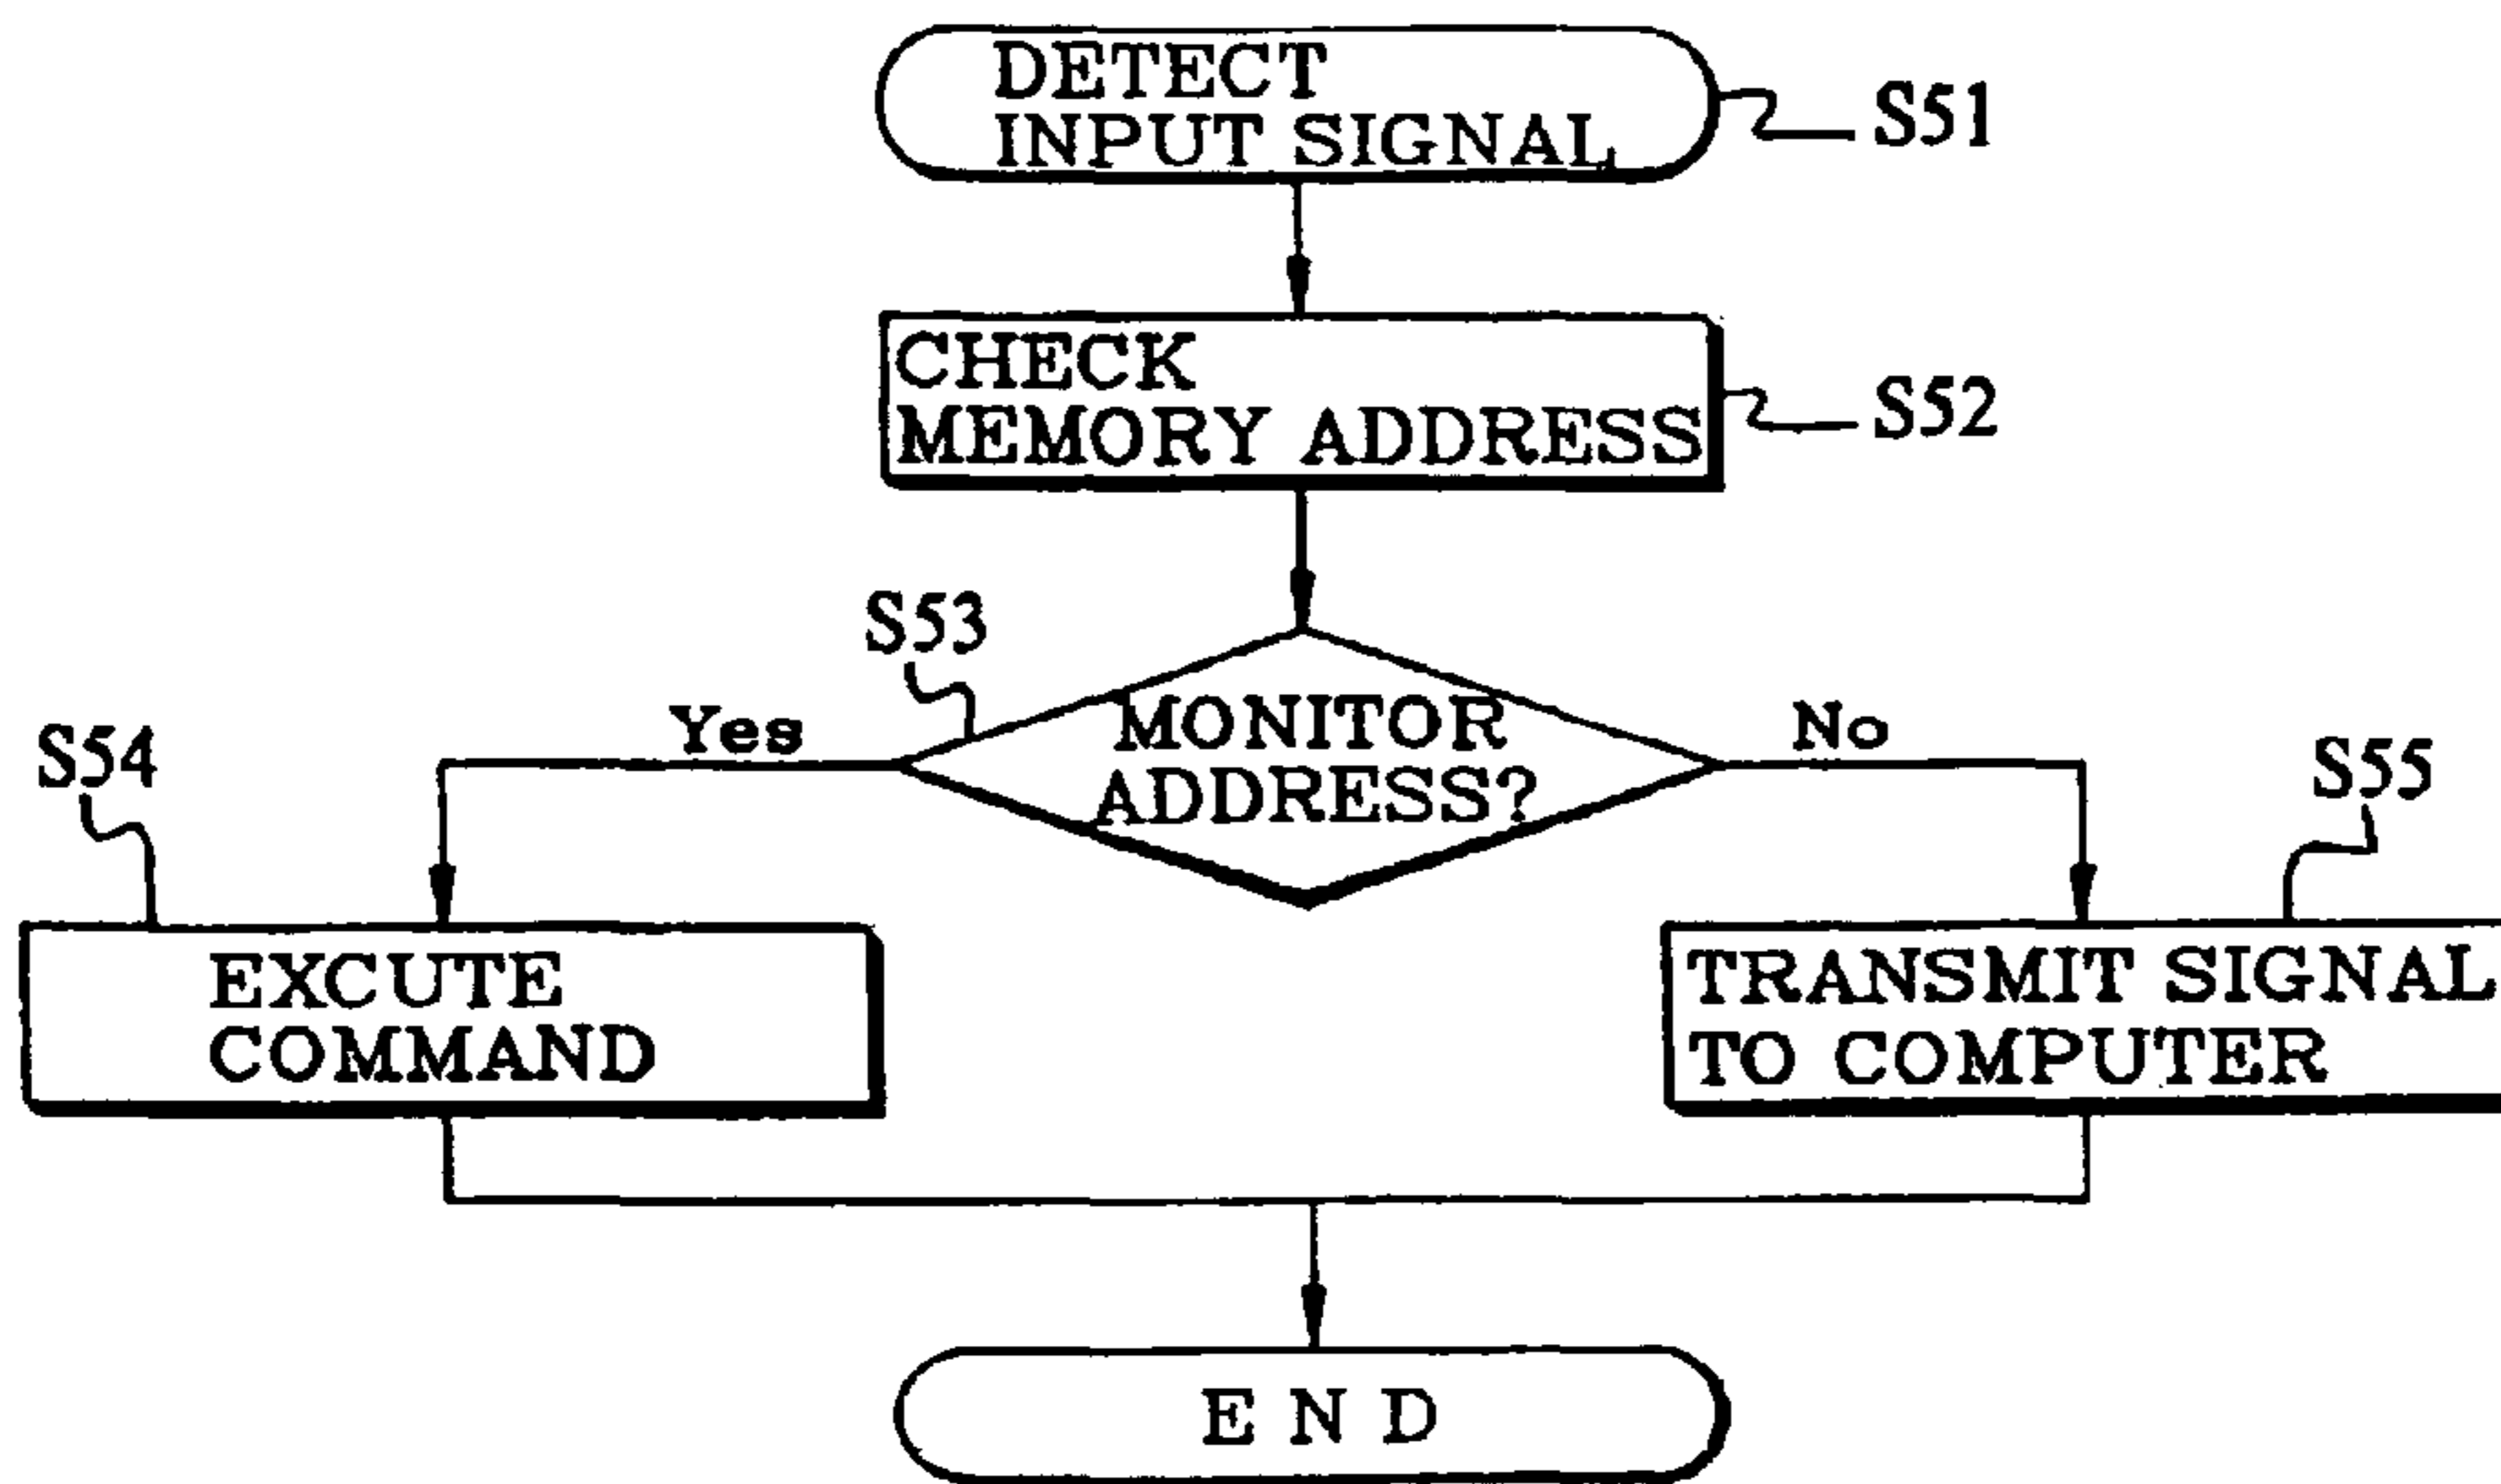 DETECT
INPUT SIGNAL
S51
CHECK
MEMORY ADDRESS
S52
S53
MONITOR
ADDRESS?
Yes
No
S54
EXCUTE
COMMAND
S55
TRANSMIT SIGNAL
TO COMPUTER
E N D